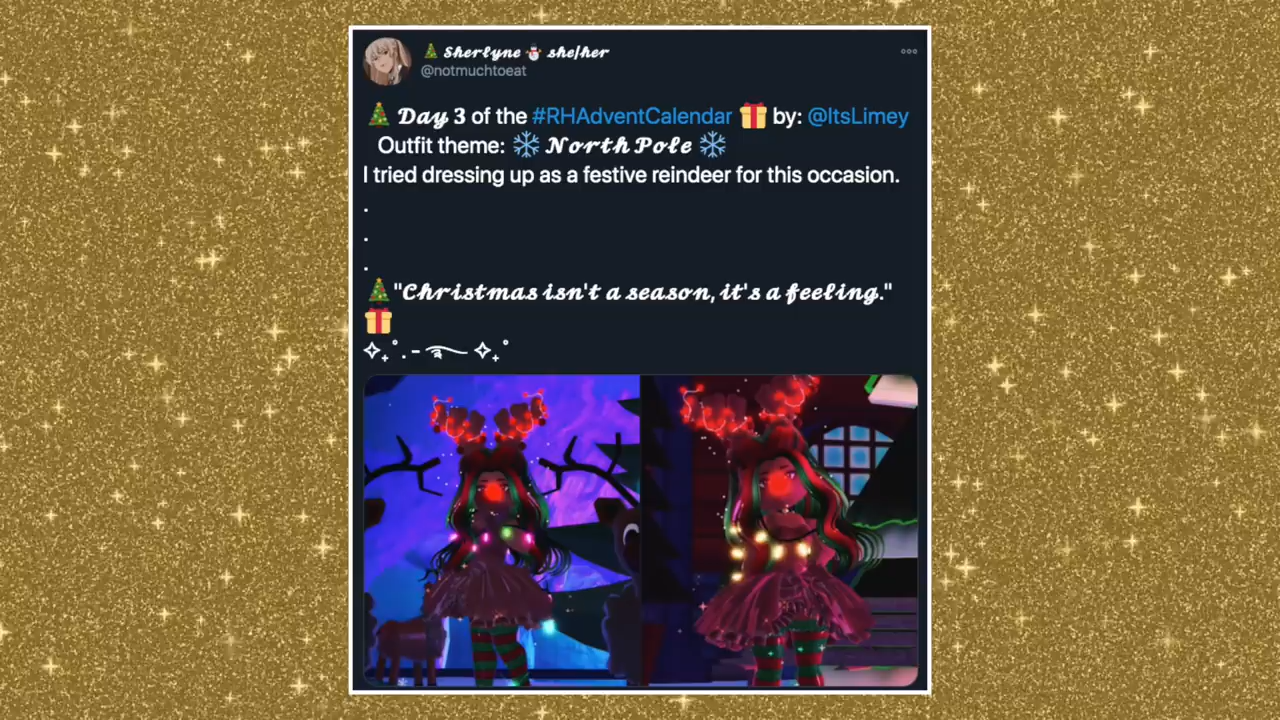 🎄 𝓢𝓱𝓮𝓻𝓵𝔂𝓷𝓮 ⛄ 𝓼𝓱𝓮/𝓱𝓮𝓻
@notmuchtoeat
🎄 𝓓𝓪𝔂 𝟑 of the #RHAdventCalendar 🎁 by: @ItsLimey
Outfit theme: ❄️ 𝓝𝓸𝓻𝓽𝓱 𝓟𝓸𝓵𝓮 ❄️
I tried dressing up as a festive reindeer for this occasion.
.
.
.
🎄"𝓒𝓱𝓻𝓲𝓼𝓽𝓶𝓪𝓼 𝓲𝓼𝓷'𝓽 𝓪 𝓼𝓮𝓪𝓼𝓸𝓷, 𝓲𝓽'𝓼 𝓪 𝓯𝓮𝓮𝓵𝓲𝓷𝓰."
🎁